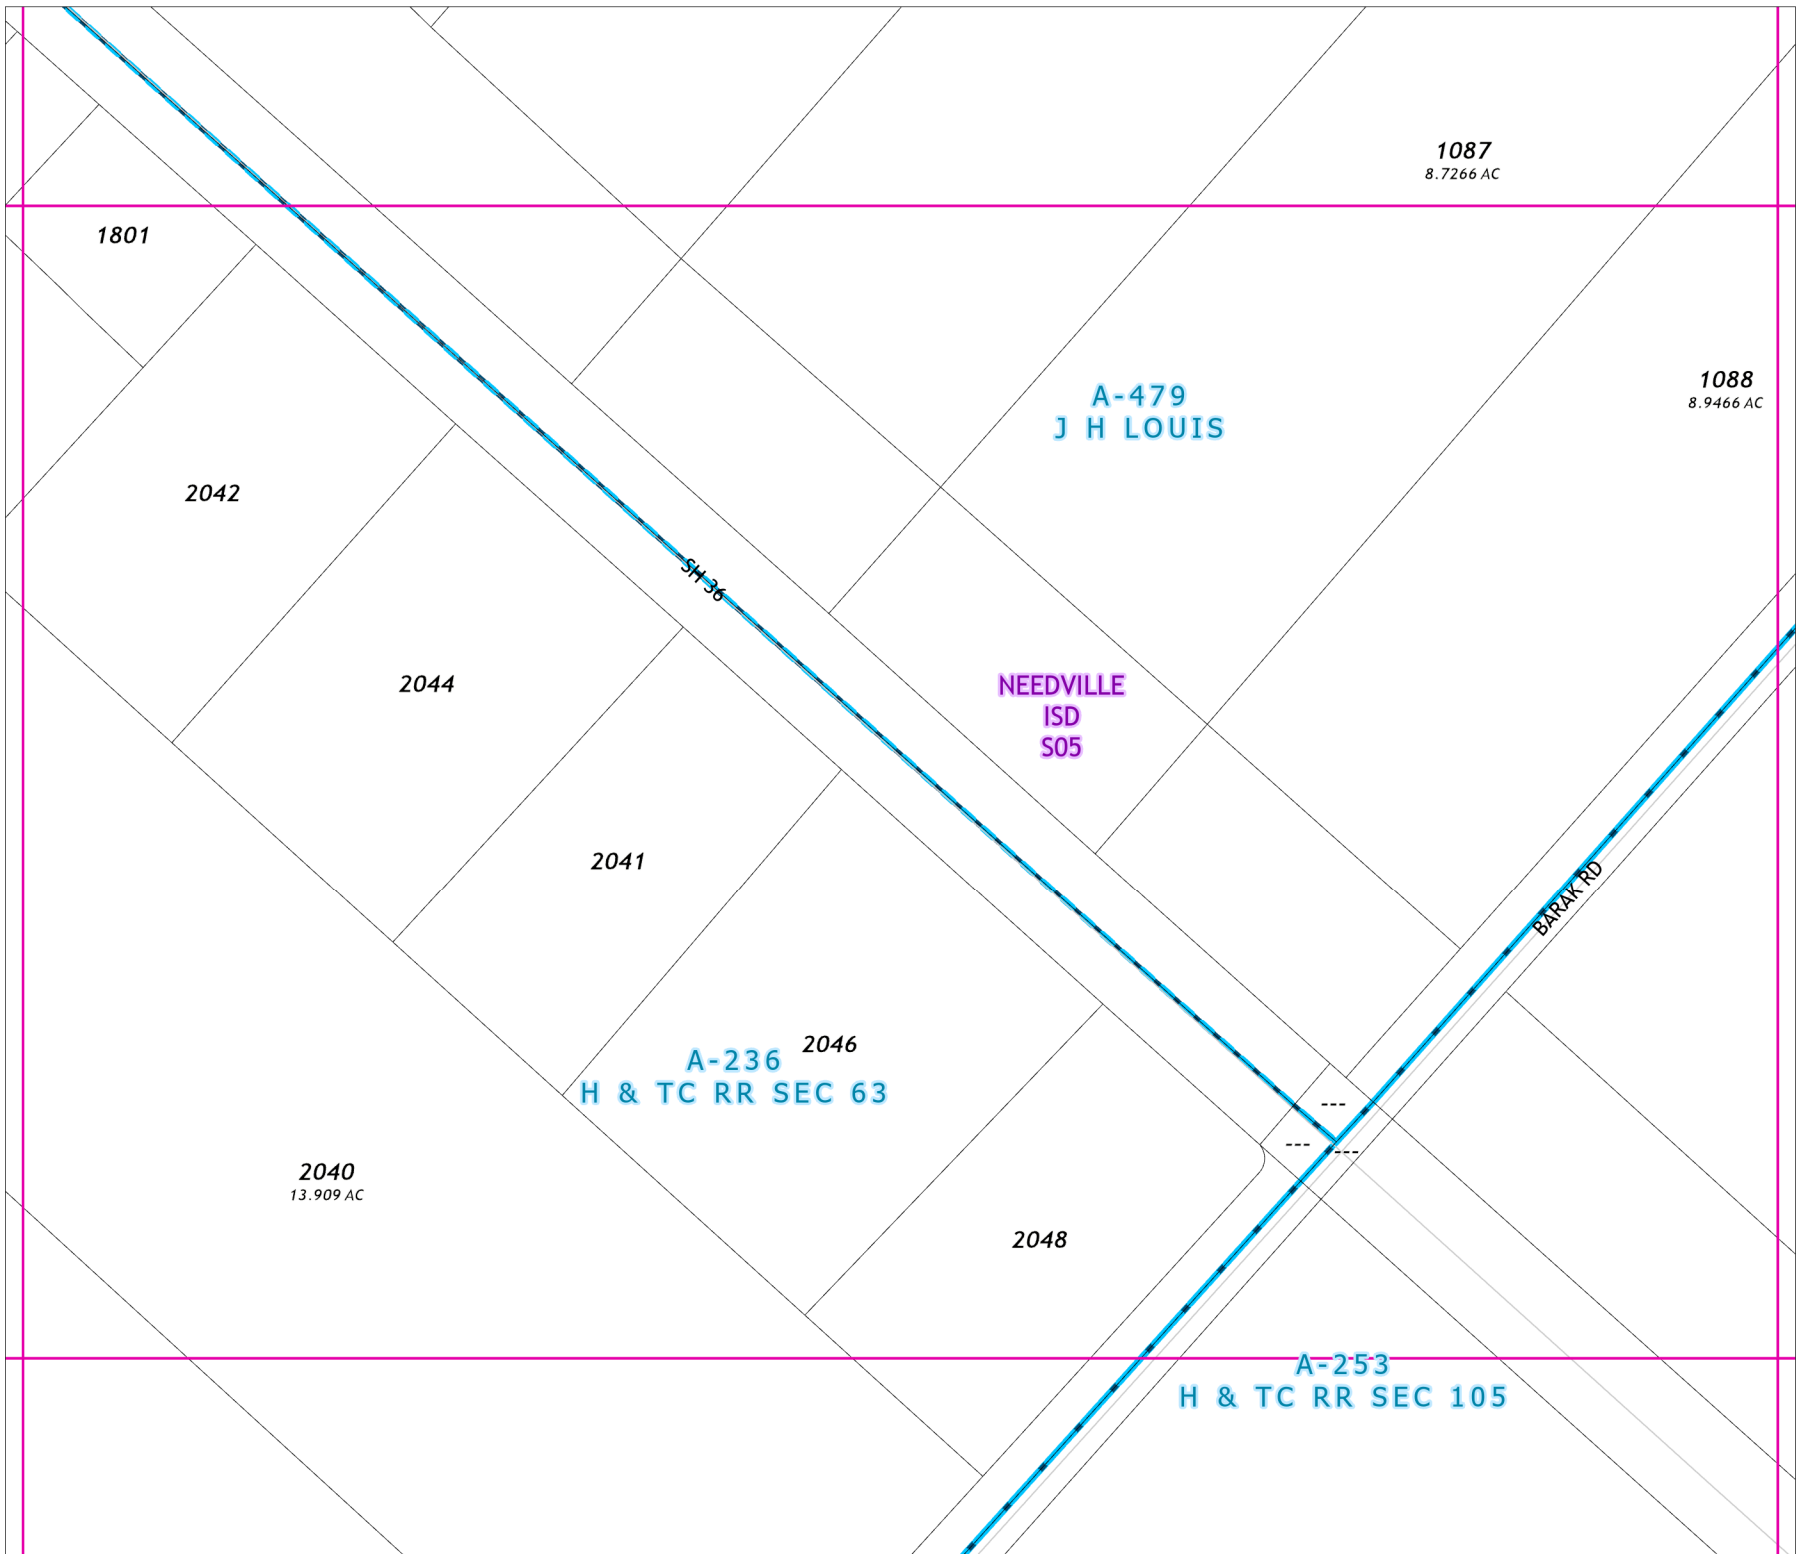 1087
8.7266 AC
1801
1088
8.9466 AC
A-479
J H LOUIS
2042
SH 36
2044
NEEDVILLE
ISD
S05
2041
BARAK RD
2046
A-236
H & TC RR SEC 63
---
---
---
2040
13.909 AC
2048
A-253
H & TC RR SEC 105